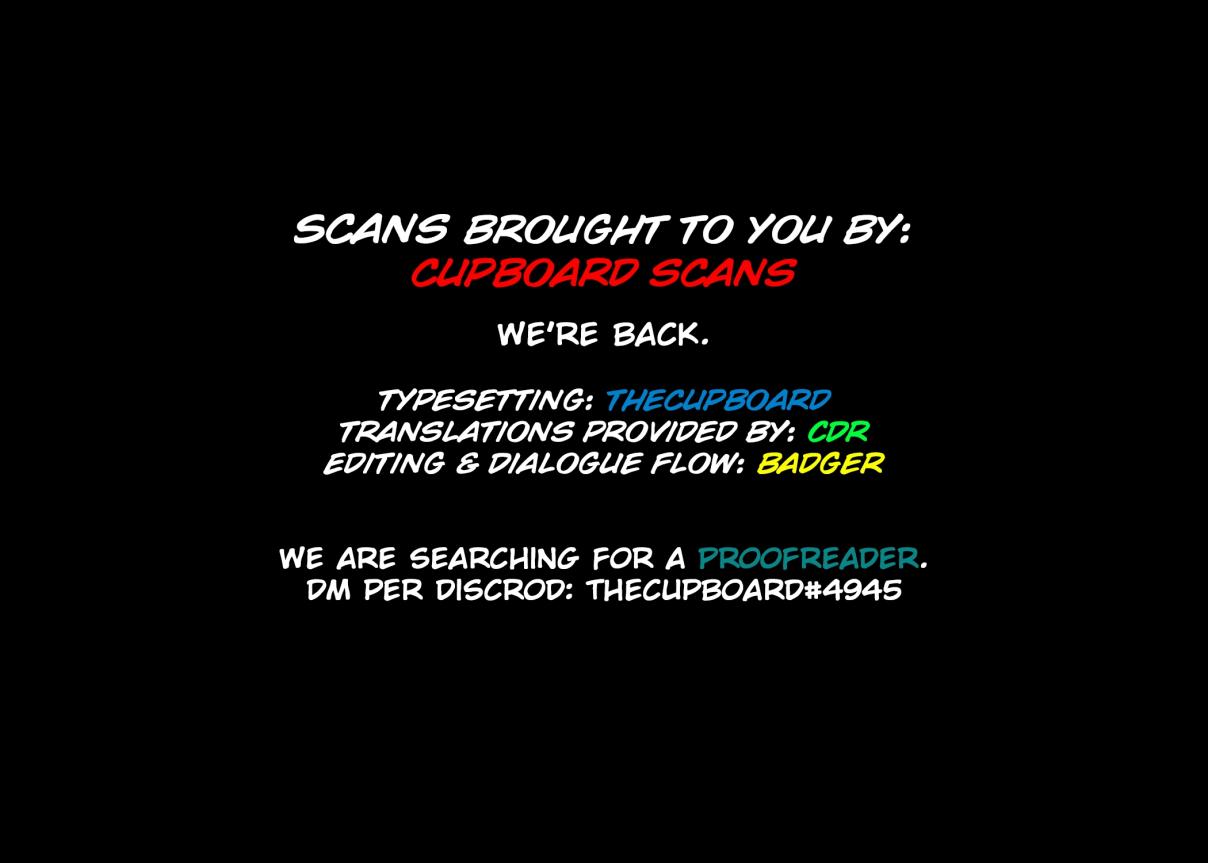 SCANS BROUGHT TO YOU BY:
CUPBOARD SCANS
WE'RE BACK.
TYPESETTING: THECUPBOARD
TRANSLATIONS PROVIDED BY: CDR
EDITING & DIALOGUE FLOW: BADGER
WE ARE SEARCHING FOR A PROOFREADER.
DM PER DISCROD: THECUPBOARD#4945